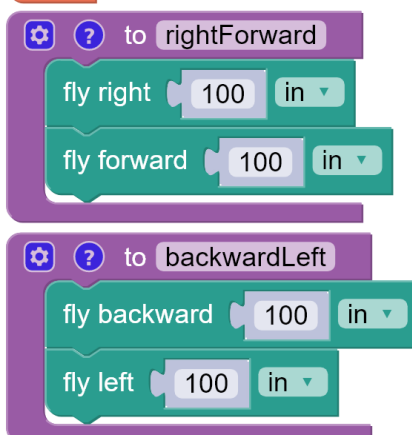 ? to rightForward
fly right 100 in
fly forward 100 in
? to backwardLeft
fly backward 100 in
fly left 100 in